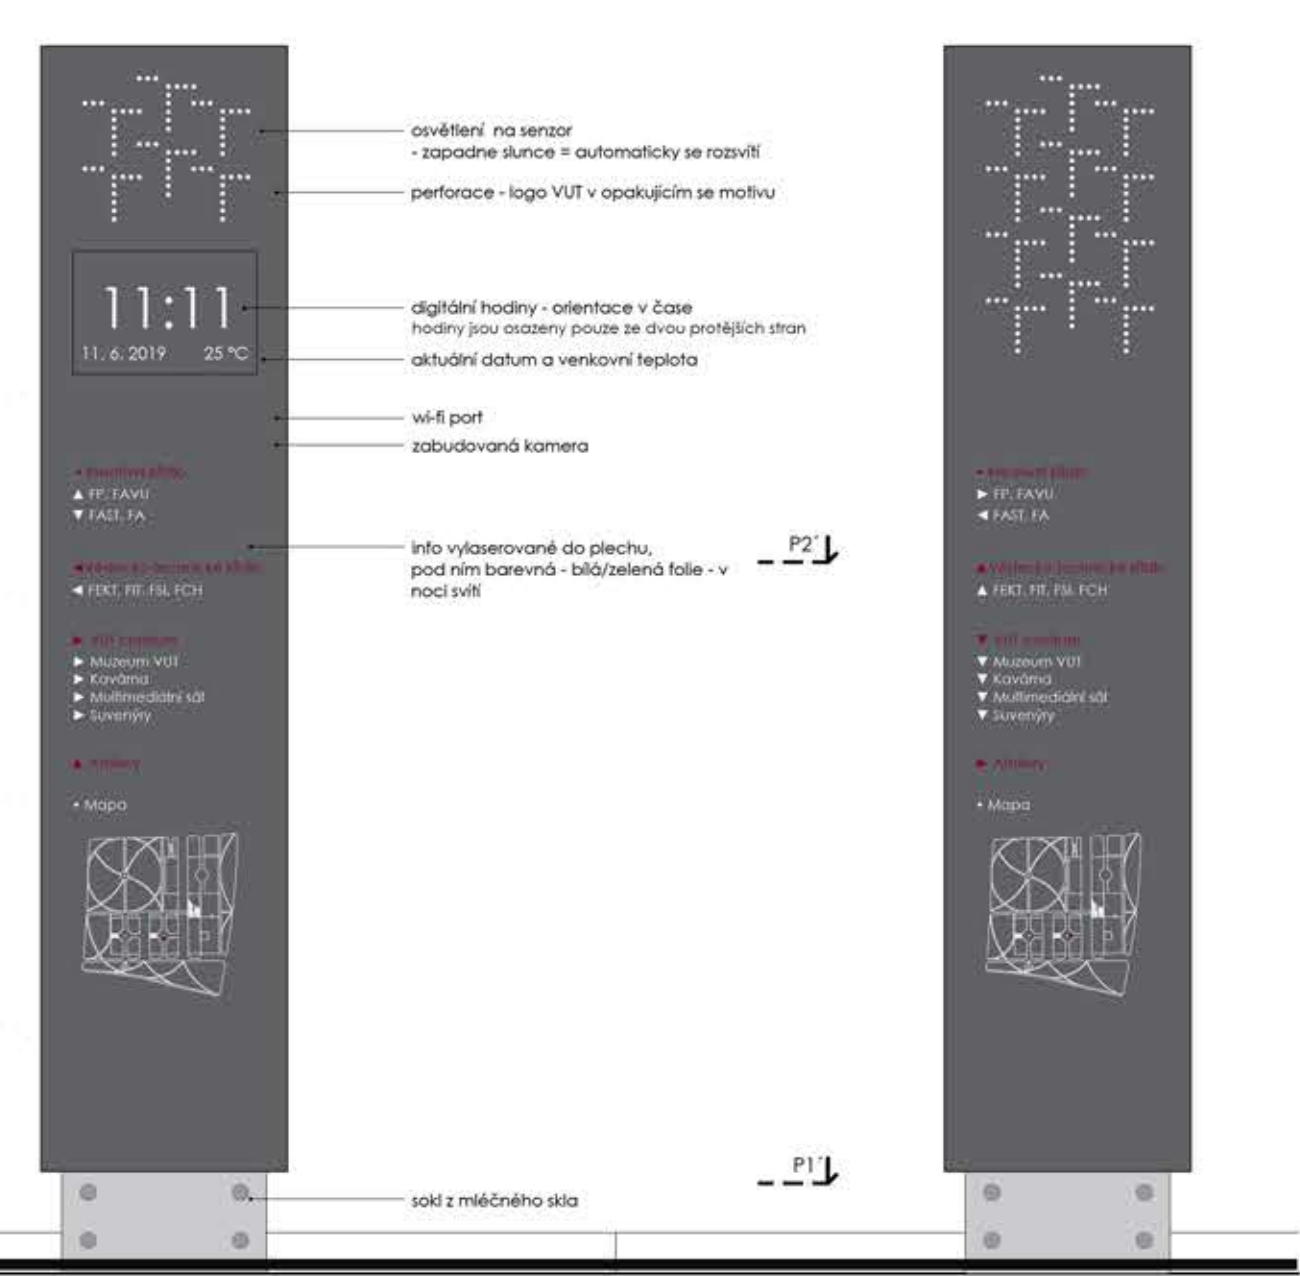 osvětlení na senzor
- zapadne slunce = automaticky se rozsvítí
perforace - logo VUT v opakujícím se motivu
11:11
11. 6. 2019 25 °C
digitální hodiny - orientace v čase
hodiny jsou osazeny pouze ze dvou protějších stran
aktuální datum a venkovní teplota
wi-fi port
zabudovaná kamera
▲ FP, FAVU
▼ FAST, FA
info vylaserované do plechu,
pod ním barevná - bílá/zelená folie - v
noci svítí
◀ FEKT, FIT, FSI, FCH
▶ VUT centrum
▶ Muzeum VUT
▶ Kavárna
▶ Multimediální sál
▶ Suvenýry
• Mapa
sokl z mléčného skla
P2´
P1´
▶ FP, FAVU
◀ FAST, FA
▲ FEKT, FIT, FSI, FCH
▼ VUT centrum
▼ Muzeum VUT
▼ Kavárna
▼ Multimediální sál
▼ Suvenýry
• Mapa